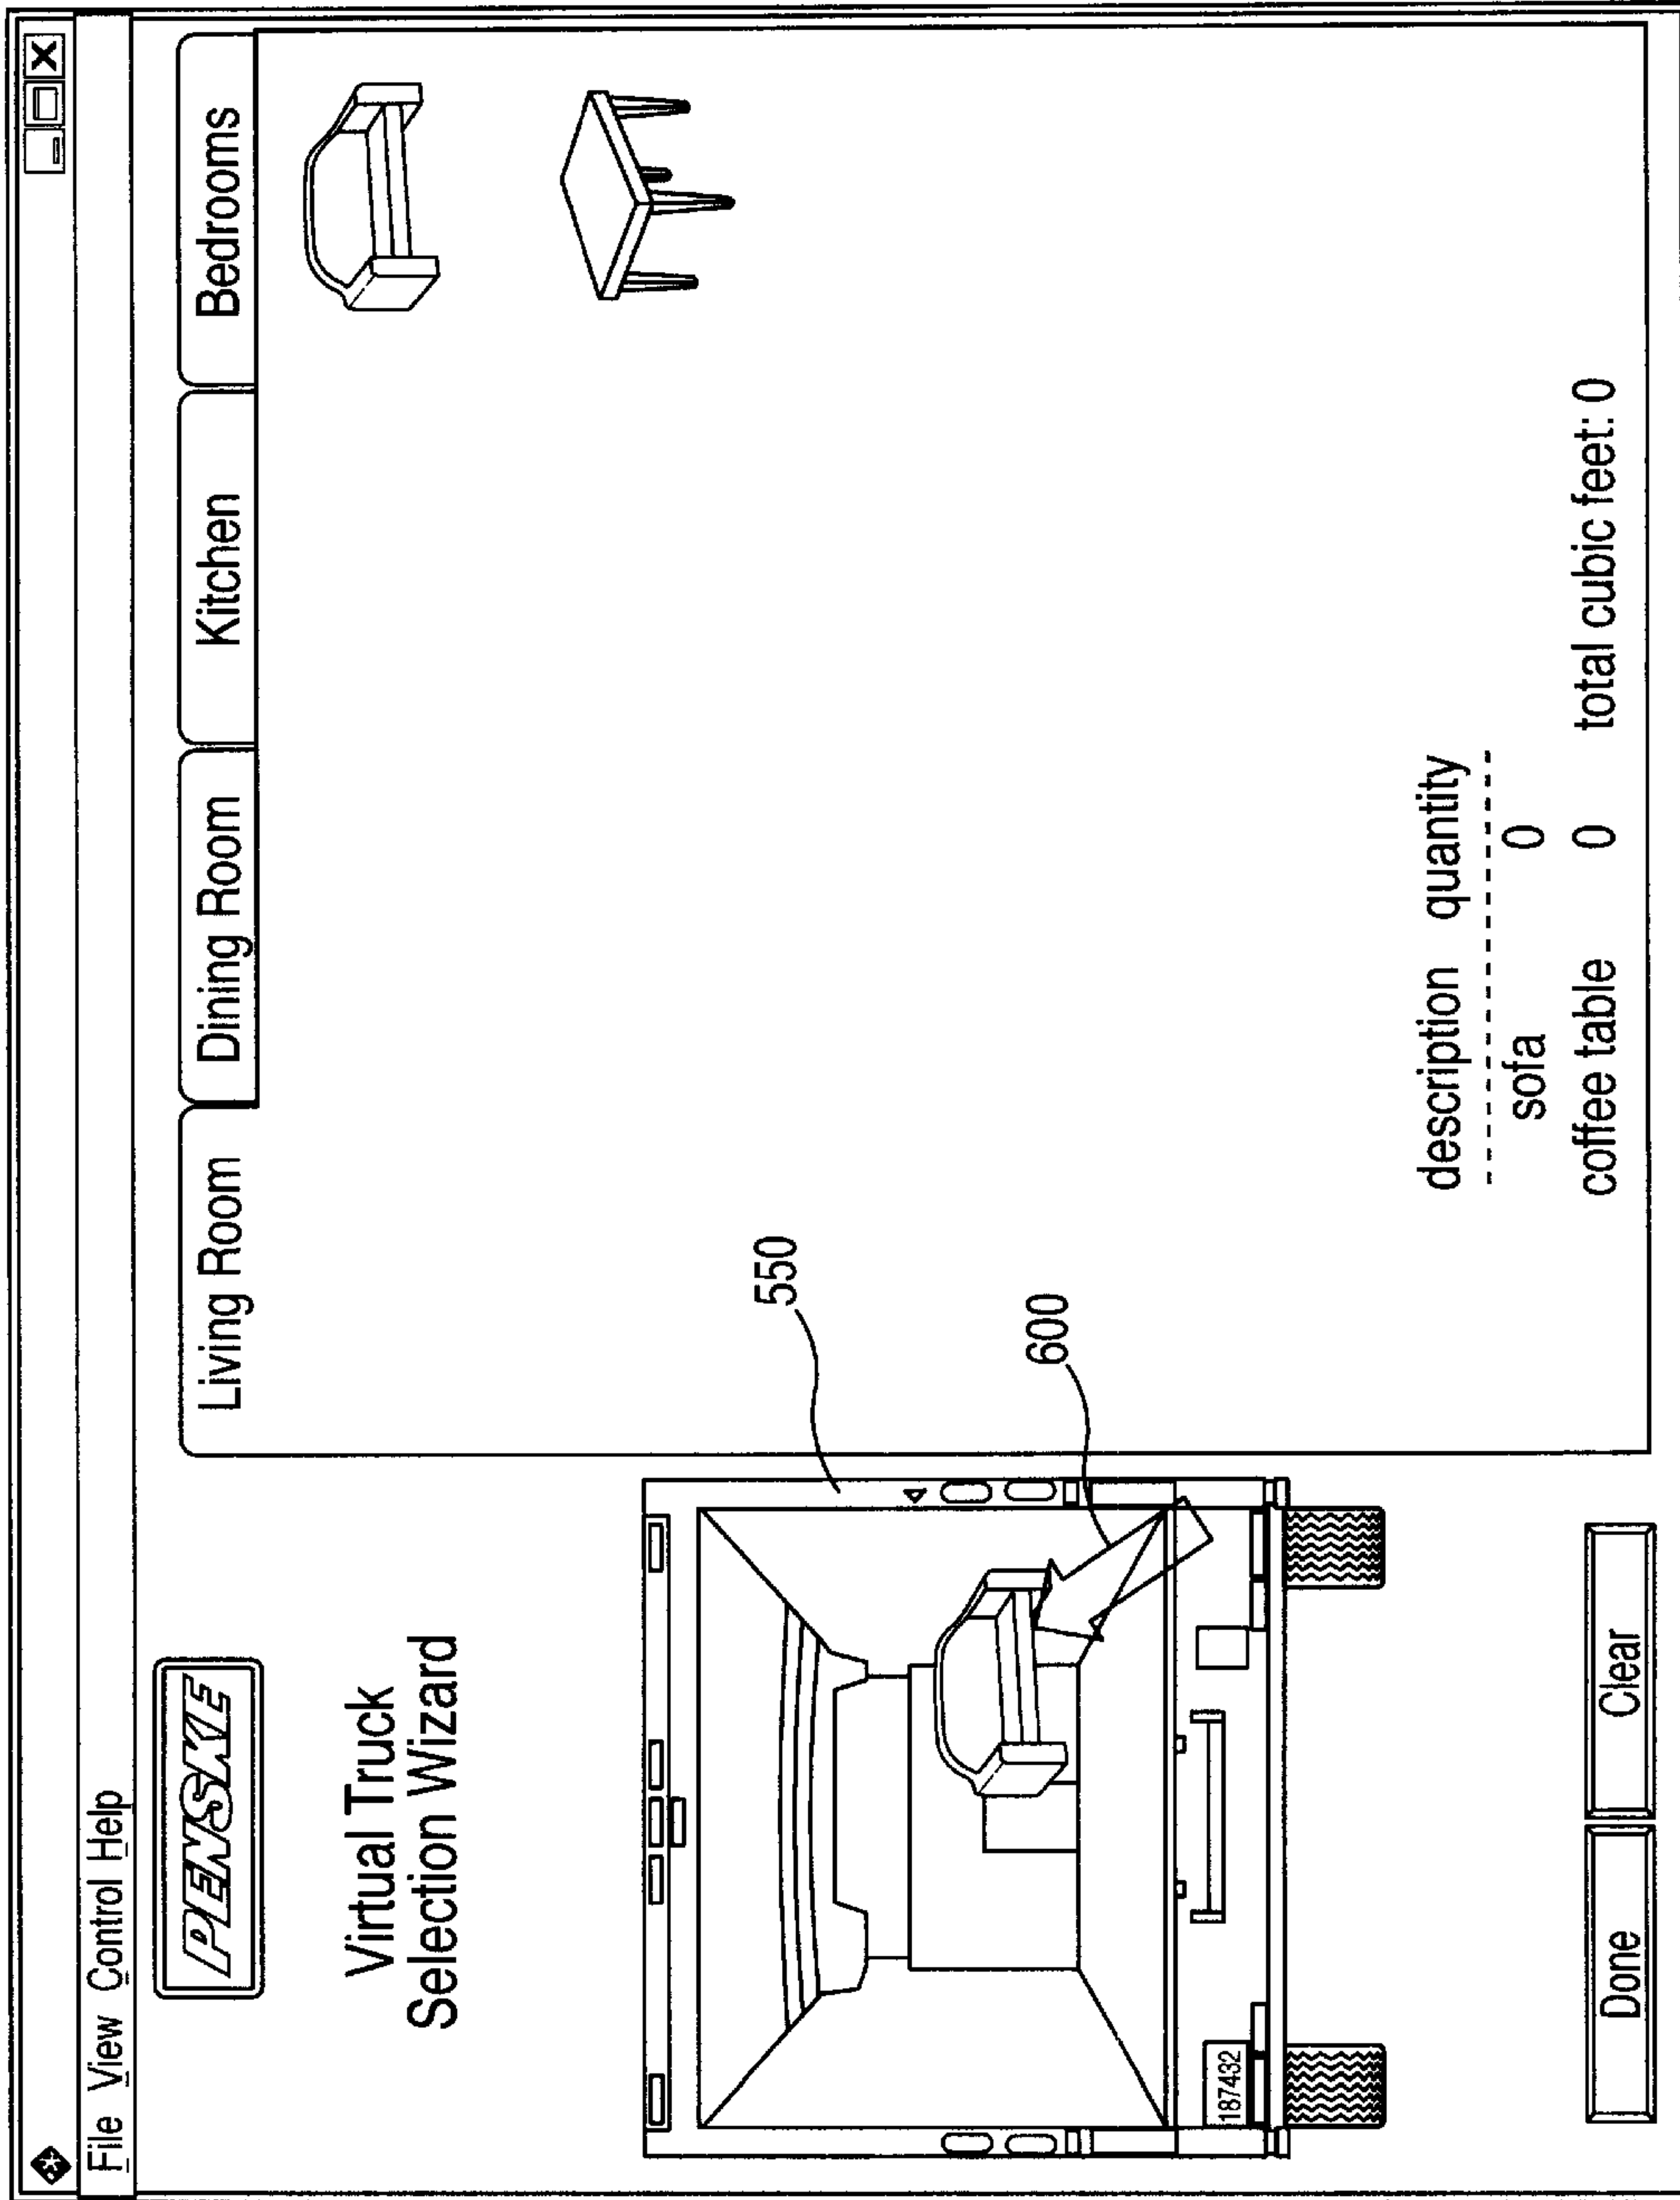 File View Control Help
PENSKE
Virtual Truck
Selection Wizard
Living Room
Dining Room
Kitchen
Bedrooms
550
600
187432
description quantity
sofa 0
coffee table 0 total cubic feet: 0
Done
Clear